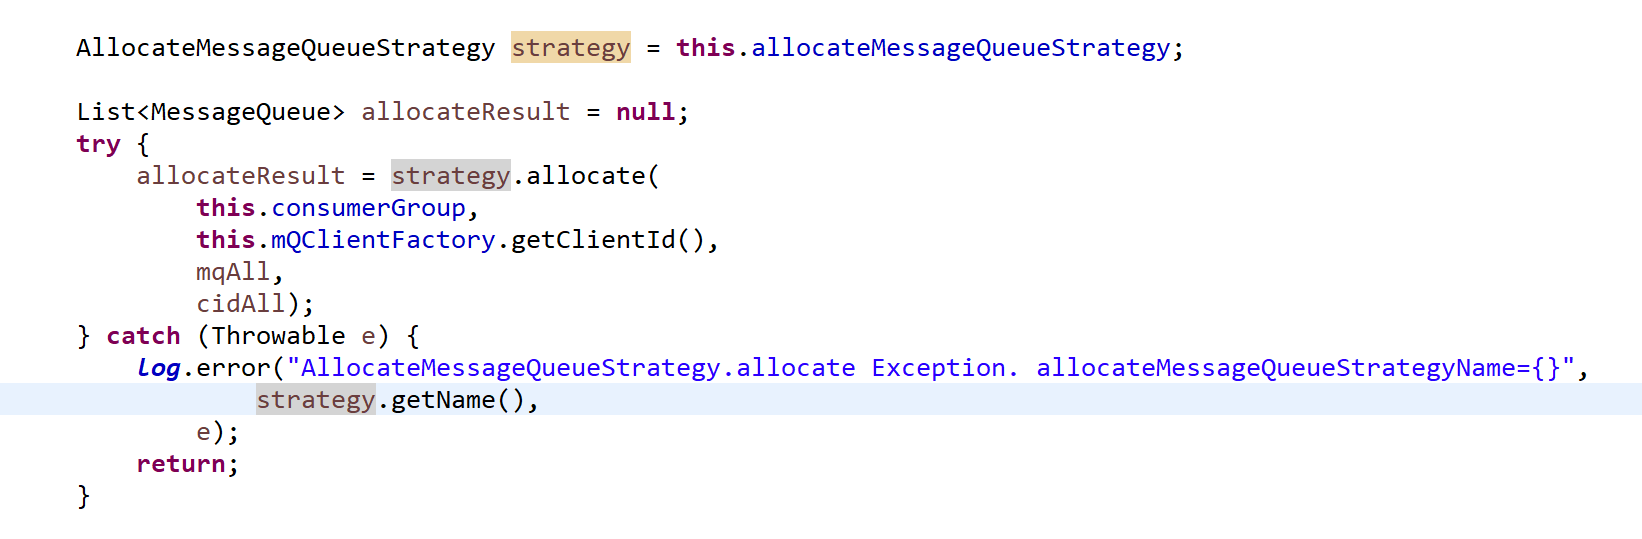 AllocateMessageQueueStrategy strategy = this.allocateMessageQueueStrategy;
List<MessageQueue> allocateResult = null;
try {
allocateResult = strategy.allocate(
this.consumerGroup,
this.mQClientFactory.getClientId(),
mqAll,
cidAll);
} catch (Throwable e) {
log.error("AllocateMessageQueueStrategy.allocate Exception. allocateMessageQueueStrategyName={}",
strategy.getName(),
e);
return;
}